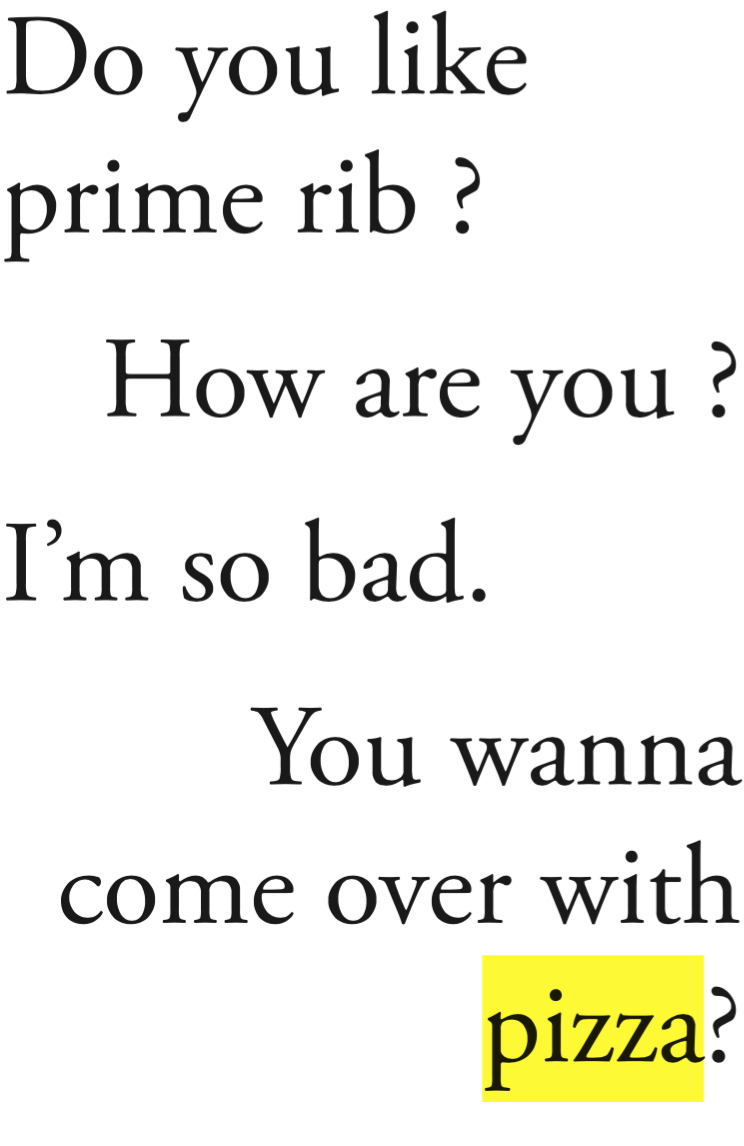 Do you like
prime rib ?
How are you ?
I’m so bad.
You wanna
come over with
pizza?